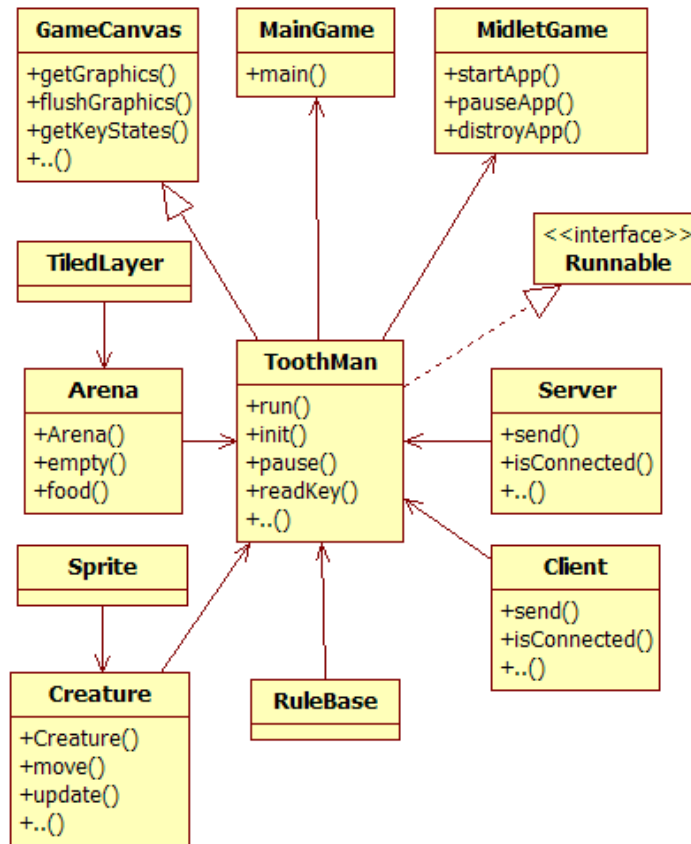 GameCanvas
+getGraphics()
+flushGraphics()
+getKeyStates()
+..()
MainGame
+main()
MidletGame
+startApp()
+pauseApp()
+distroyApp()
<<interface>>
Runnable
TiledLayer
ToothMan
+run()
+init()
+pause()
+readKey()
+..()
Arena
+Arena()
+empty()
+food()
Server
+send()
+isConnected()
+..()
Sprite
Client
+send()
+isConnected()
+..()
Creature
+Creature()
+move()
+update()
+..()
RuleBase